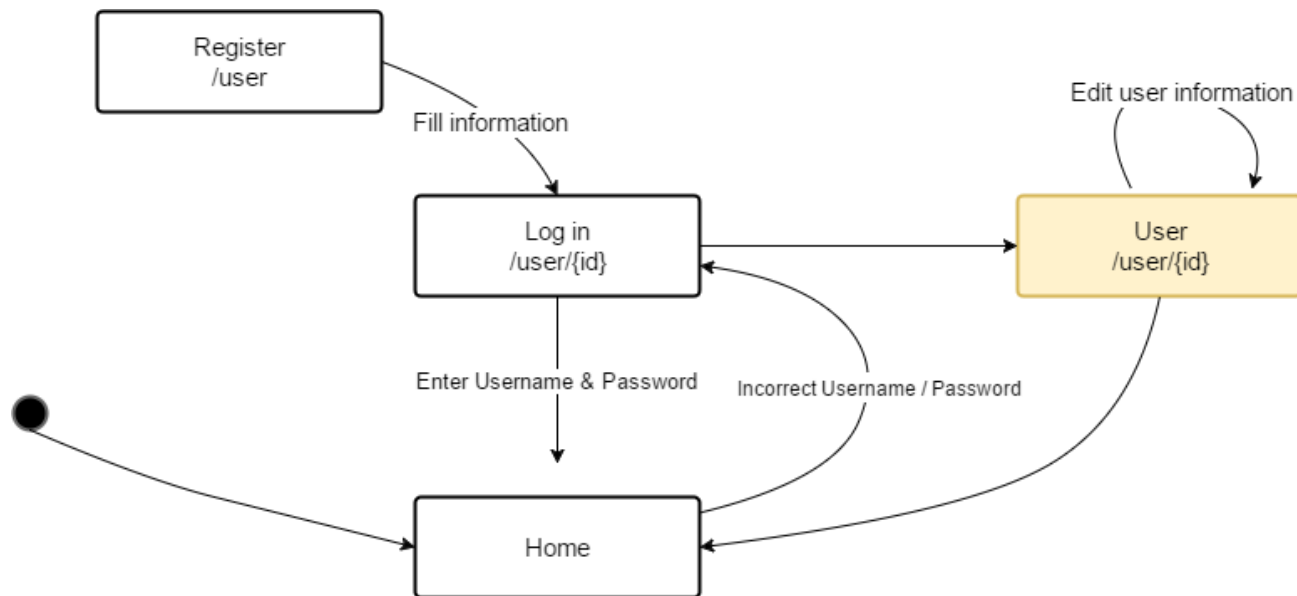 Register
/user
Edit user information
Fill information
Log in
/user/{id}
User
/user/{id}
Enter Username & Password
Incorrect Username / Password
Home